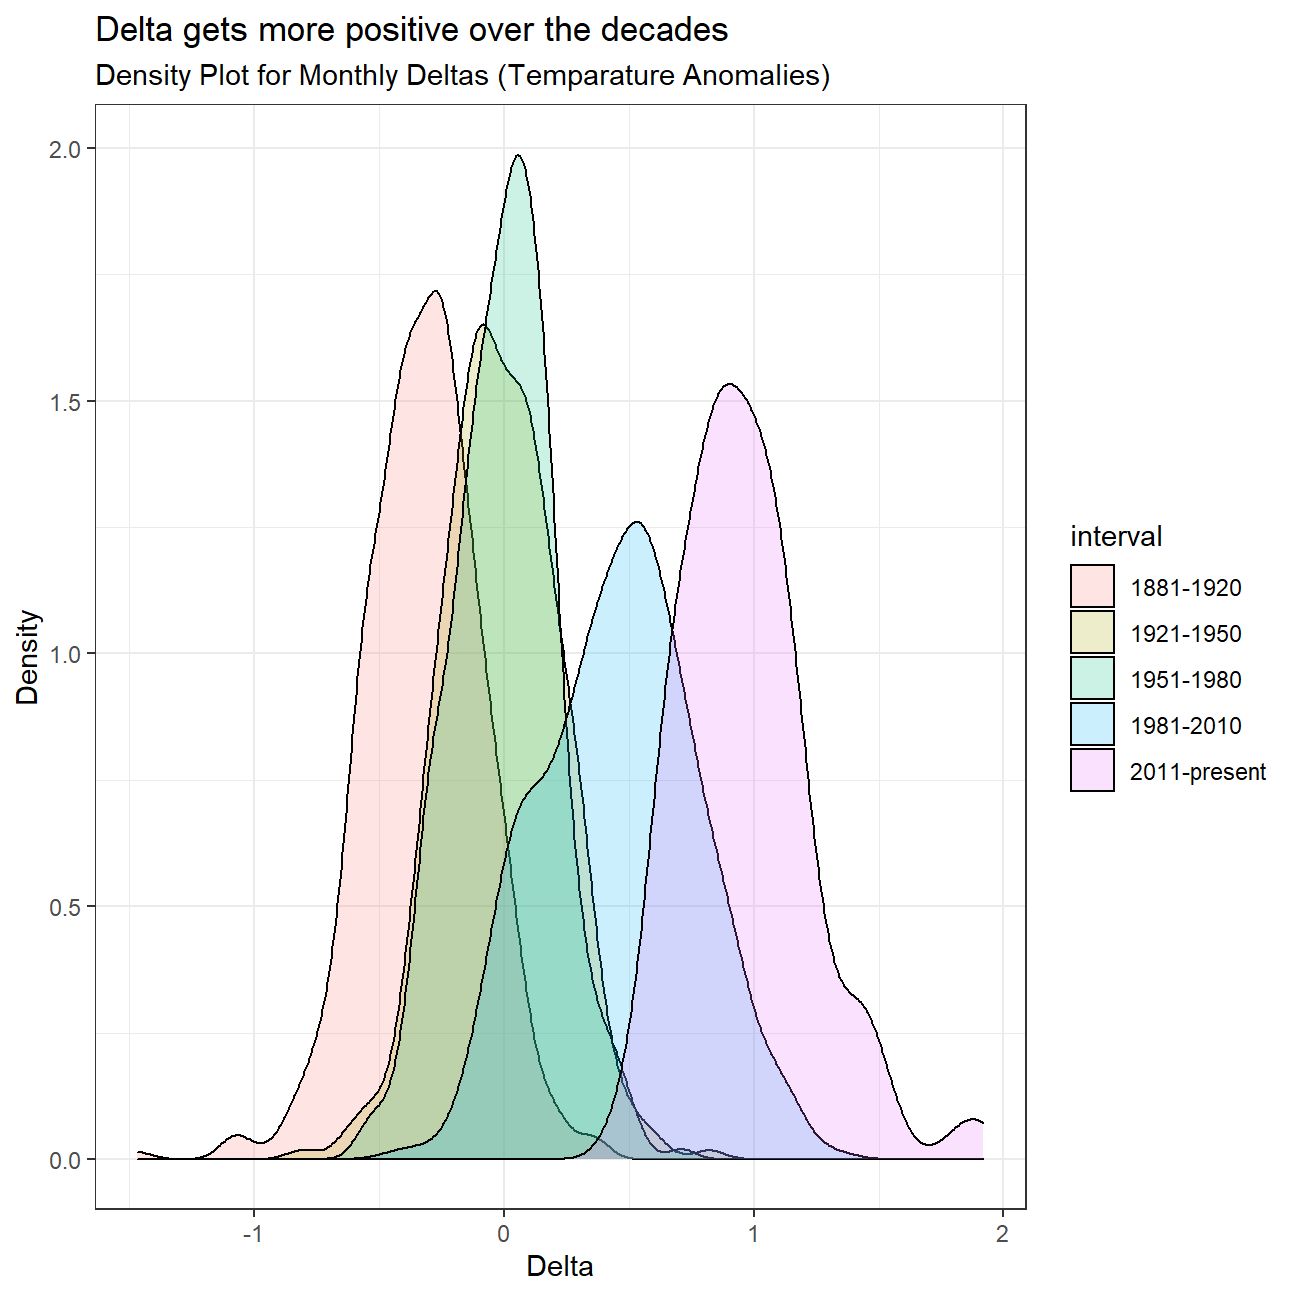 Delta gets more positive over the decades
Density Plot for Monthly Deltas (Temparature Anomalies)
2.0
1.5
1.0
0.5
0.0
Density
-1
0
1
2
Delta
interval
1881-1920
1921-1950
1951-1980
1981-2010
2011-present